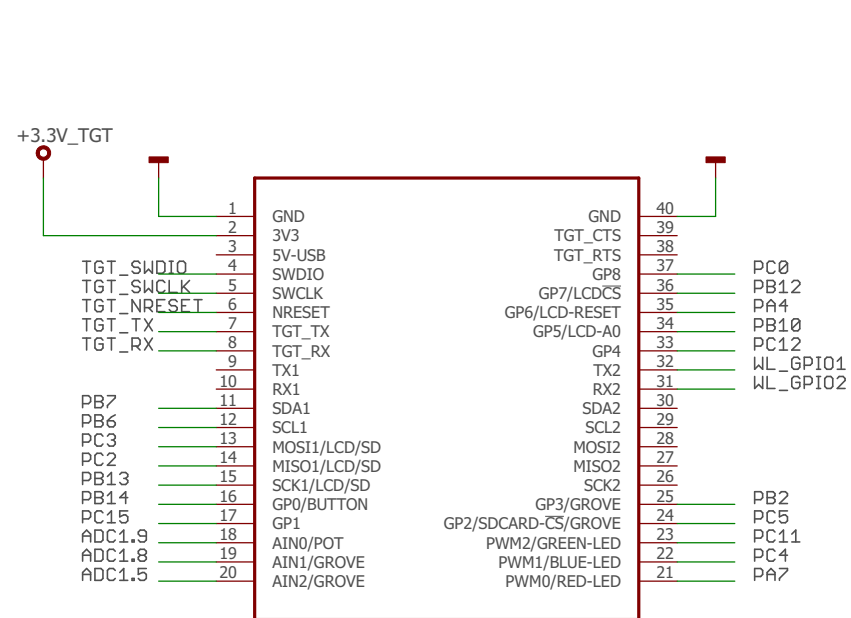 +3.3V_TGT
1 GND GND 40
2 3V3 TGT_CTS 39
3 5V-USB TGT_RTS 38
TGT_SWDIO 4 SWDIO GP8 37 PC0
TGT_SWCLK 5 SWCLK GP7/LCDCS 36 PB12
TGT_NRESET 6 NRESET GP6/LCD-RESET 35 PA4
TGT_TX 7 TGT_TX GP5/LCD-A0 34 PB10
TGT_RX 8 TGT_RX GP4 33 PC12
9 TX1 TX2 32 WL_GPIO1
10 RX1 RX2 31 WL_GPIO2
PB7 11 SDA1 SDA2 30
PB6 12 SCL1 SCL2 29
PC3 13 MOSI1/LCD/SD MOSI2 28
PC2 14 MISO1/LCD/SD MISO2 27
PB13 15 SCK1/LCD/SD SCK2 26
PB14 16 GP0/BUTTON GP3/GROVE 25 PB2
PC15 17 GP1 GP2/SDCARD-CS/GROVE 24 PC5
ADC1.9 18 AIN0/POT PWM2/GREEN-LED 23 PC11
ADC1.8 19 AIN1/GROVE PWM1/BLUE-LED 22 PC4
ADC1.5 20 AIN2/GROVE PWM0/RED-LED 21 PA7